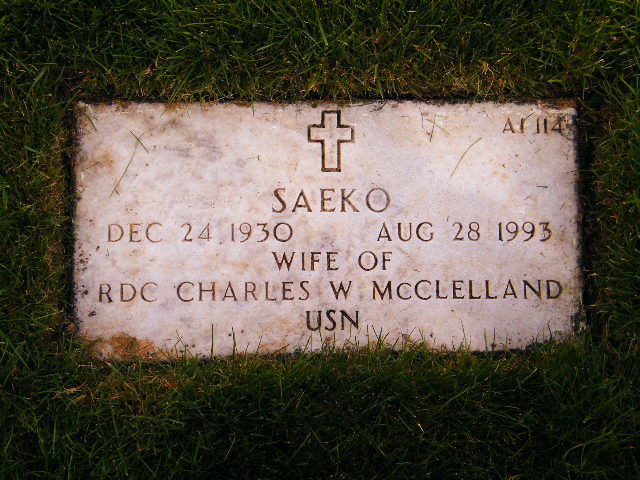 A1 114
SAEKO
DEC 24 1930 AUG 28 1993
WIFE OF
RDC CHARLES W McCLELLAND
USN